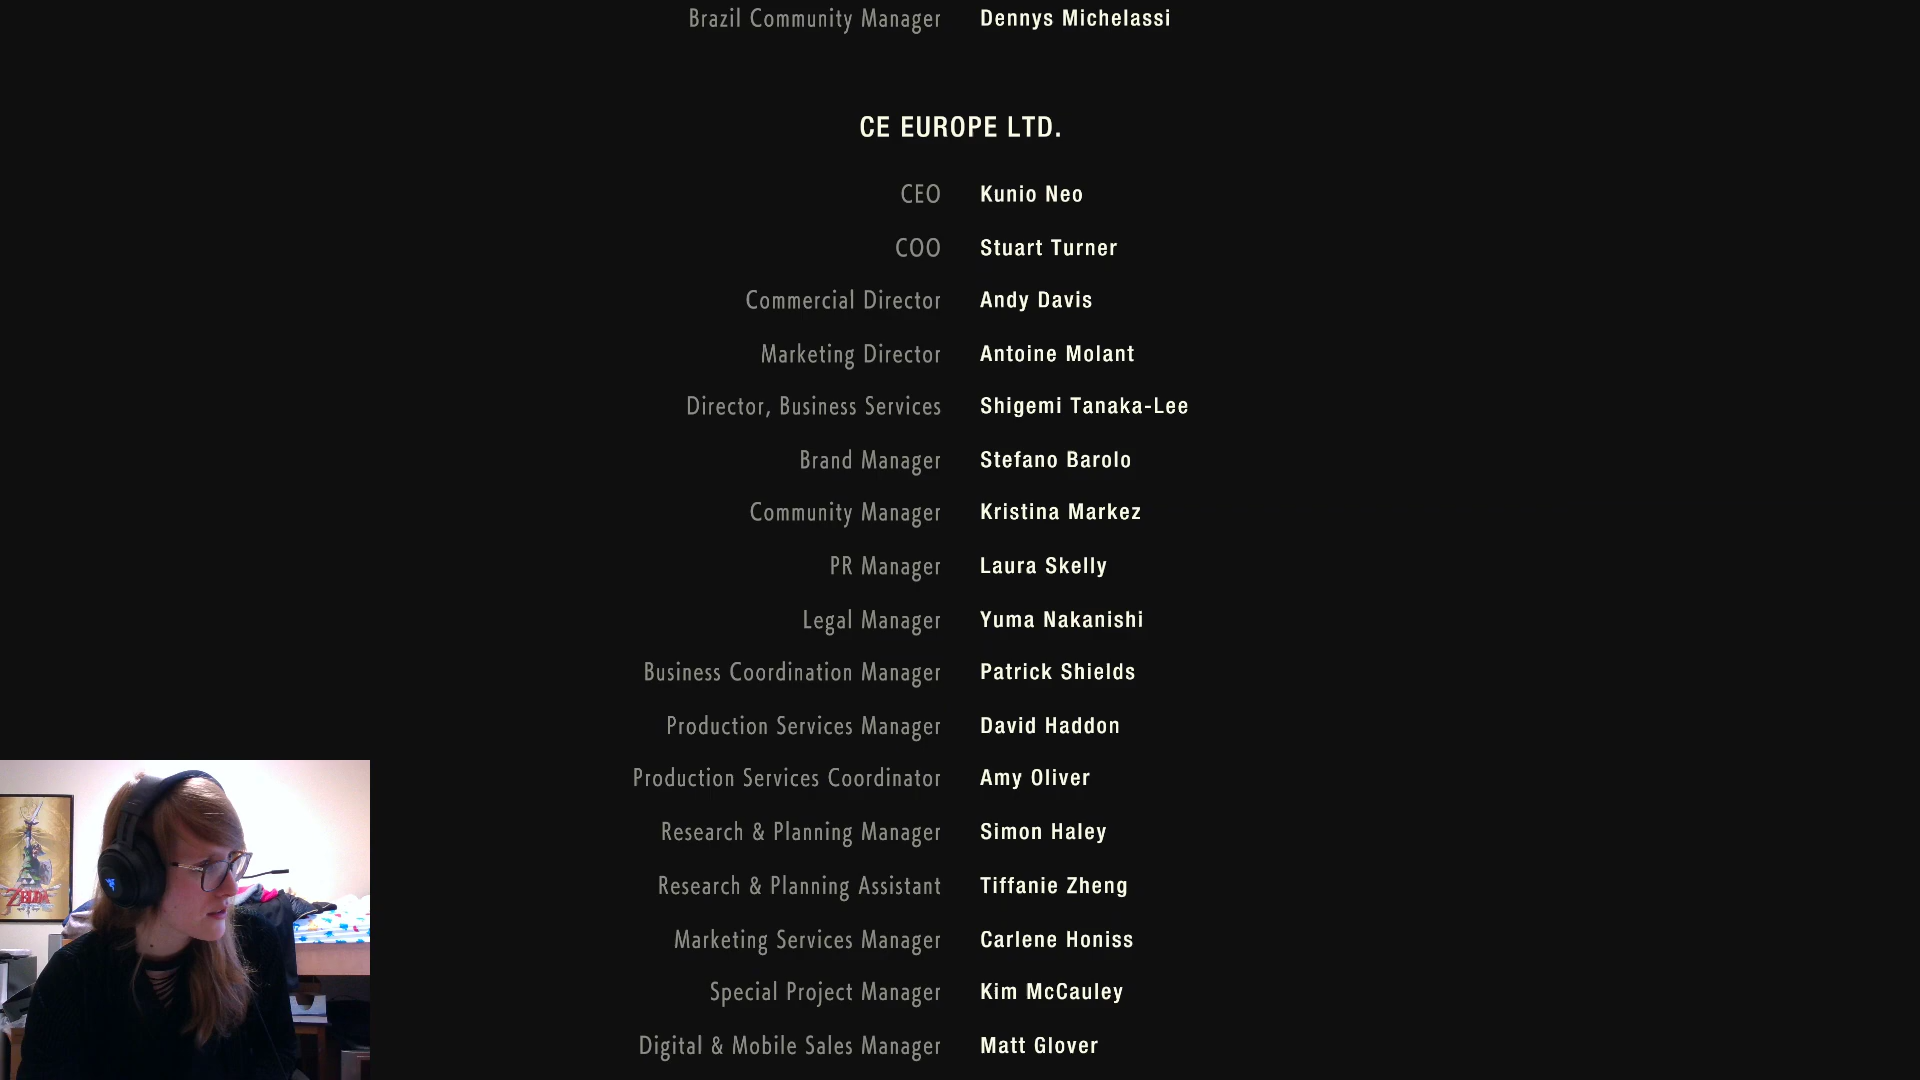 Brazil Community Manager Dennys Michelassi
CE EUROPE LTD.
CEO Kunio Neo
COO Stuart Turner
Commercial Director Andy Davis
Marketing Director Antoine Molant
Director, Business Services Shigemi Tanaka-Lee
Brand Manager Stefano Barolo
Community Manager Kristina Markez
PR Manager Laura Skelly
Legal Manager Yuma Nakanishi
Business Coordination Manager Patrick Shields
Production Services Manager David Haddon
Production Services Coordinator Amy Oliver
Research & Planning Manager Simon Haley
Research & Planning Assistant Tiffanie Zheng
Marketing Services Manager Carlene Honiss
Special Project Manager Kim McCauley
Digital & Mobile Sales Manager Matt Glover
ZELDA